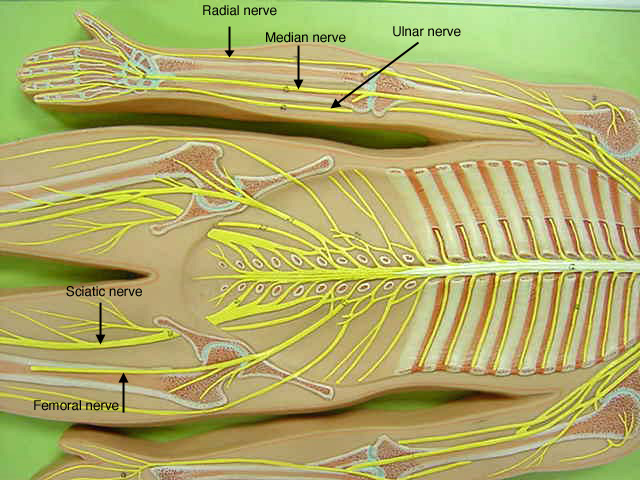 Radial nerve
Median nerve
Ulnar nerve
Sciatic nerve
Femoral nerve